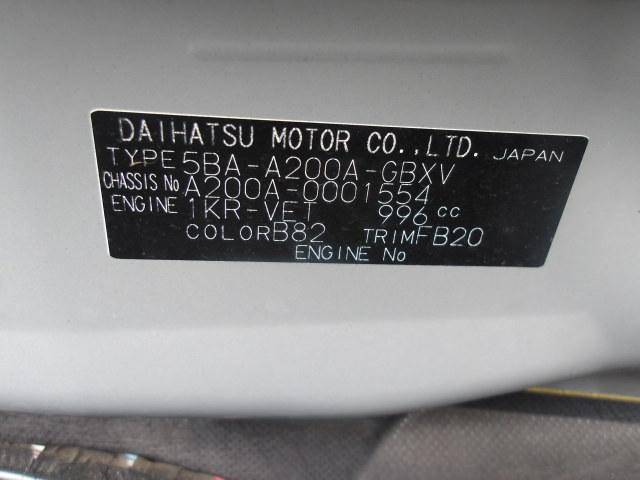 DAIHATSU MOTOR CO.,LTD. JAPAN
TYPE 5BA-A200A-GBXV
CHASSIS No A200A-0001554
ENGINE 1KR-VET 996 cc
COLOR B82 TRIM FB20
ENGINE No